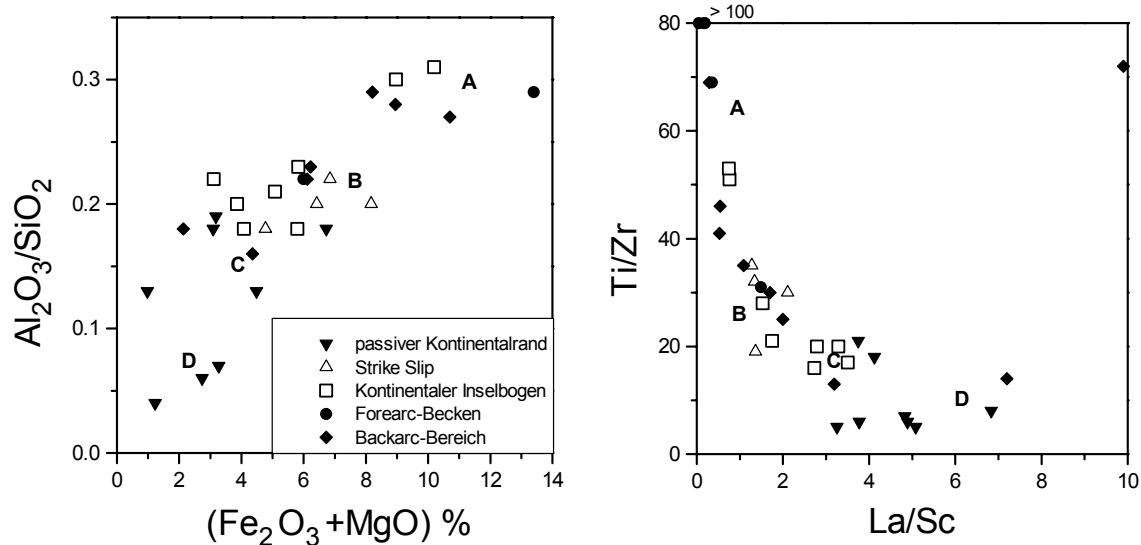 0.3
0.2
0.1
0.0
Al₂O₃/SiO₂
A
B
C
D
passiver Kontinentalrand
Strike Slip
Kontinentaler Inselbogen
Forearc-Becken
Backarc-Bereich
0 2 4 6 8 10 12 14
(Fe₂O₃+MgO) %
80
60
40
20
0
Ti/Zr
> 100
A
B
C
D
0 2 4 6 8 10
La/Sc